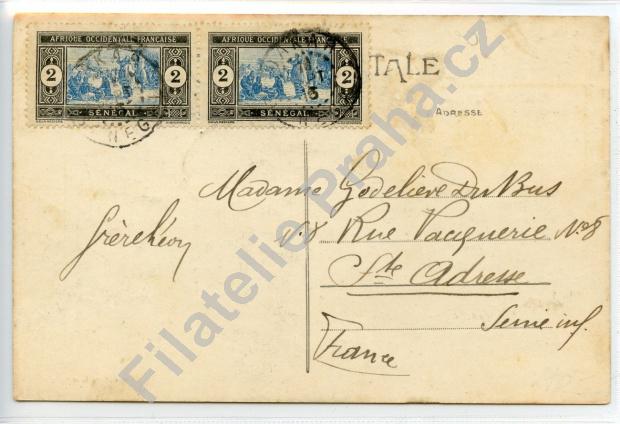 AFRIQUE OCCIDENTALE FRANÇAISE
2 2
SÉNÉGAL
AFRIQUE OCCIDENTALE FRANÇAISE
2 2
SÉNÉGAL
TALE
ADRESSE
Madame Godelieve Du Bus
Rue Vacquerie No 8
Ste Adresse
Seine inf.
France
frère Léon
Filatelie Praha.cz